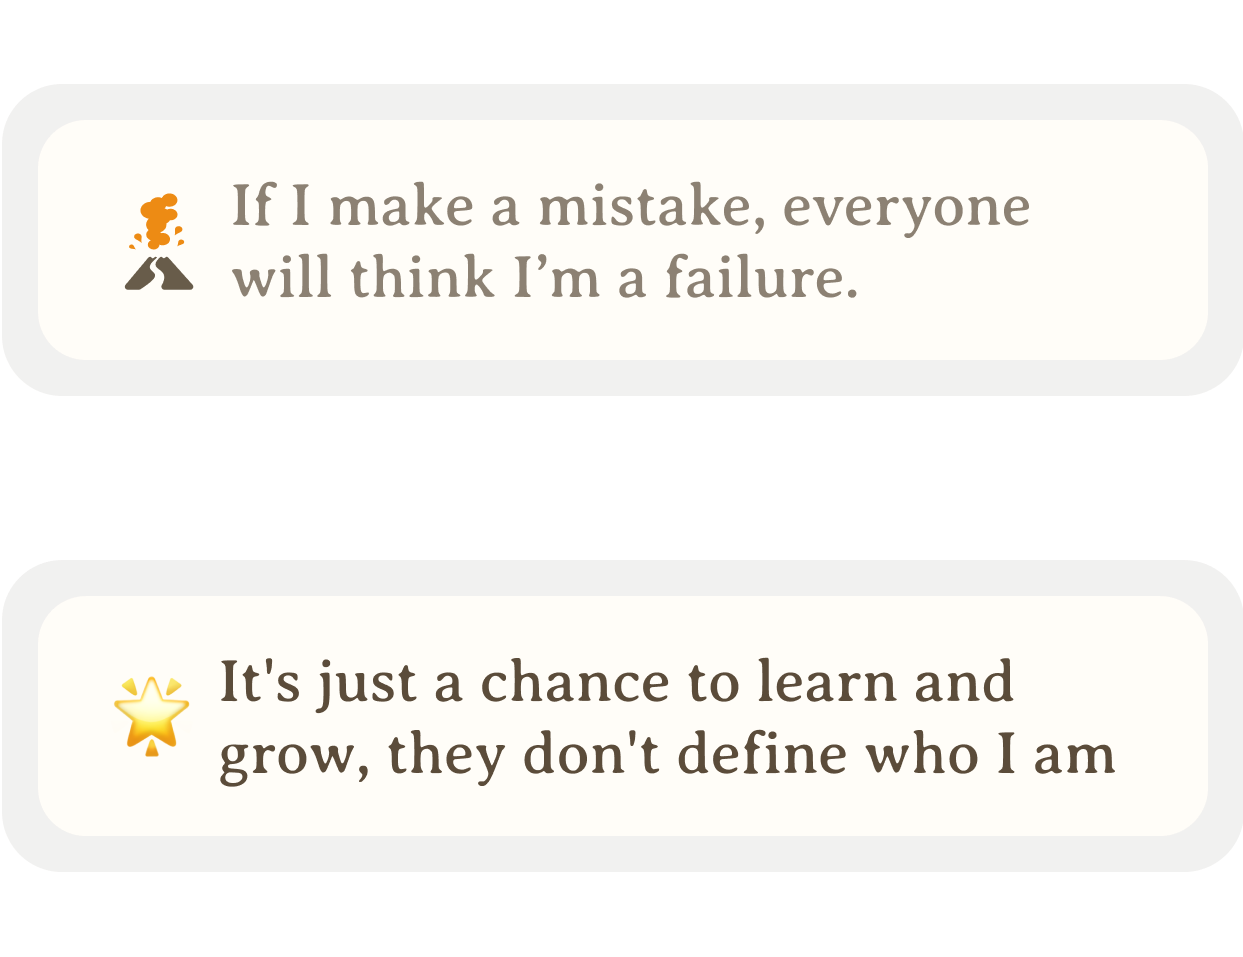 If I make a mistake, everyone
will think I’m a failure.
It's just a chance to learn and
grow, they don't define who I am